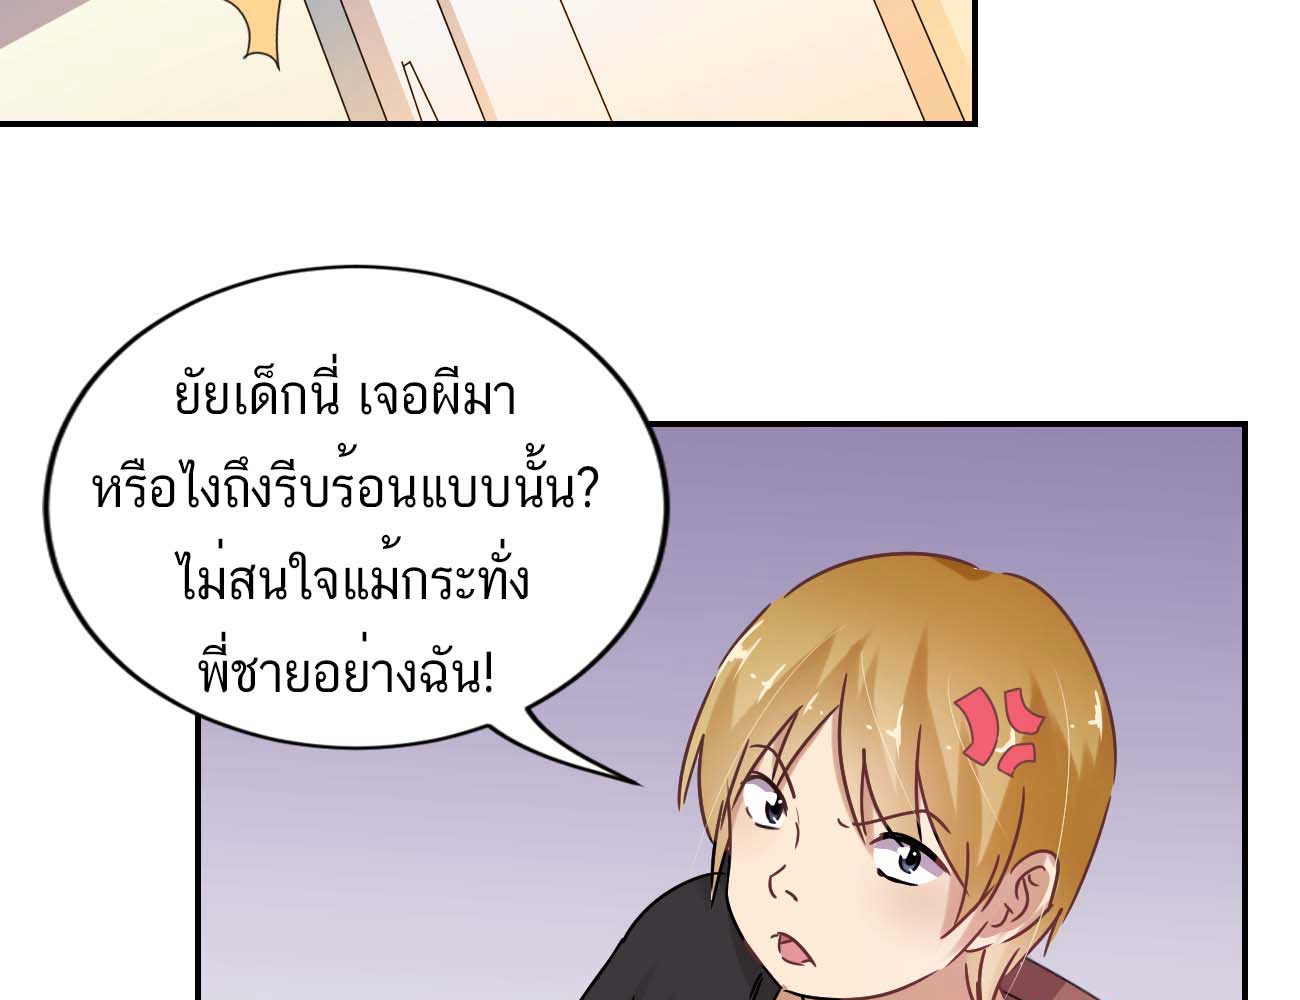 ยัยเด็กนี่ เจอผีมา
หรือไงถึงรีบร้อนแบบนั้น?
ไม่สนใจแม้กระทั่ง
พี่ชายอย่างฉัน!